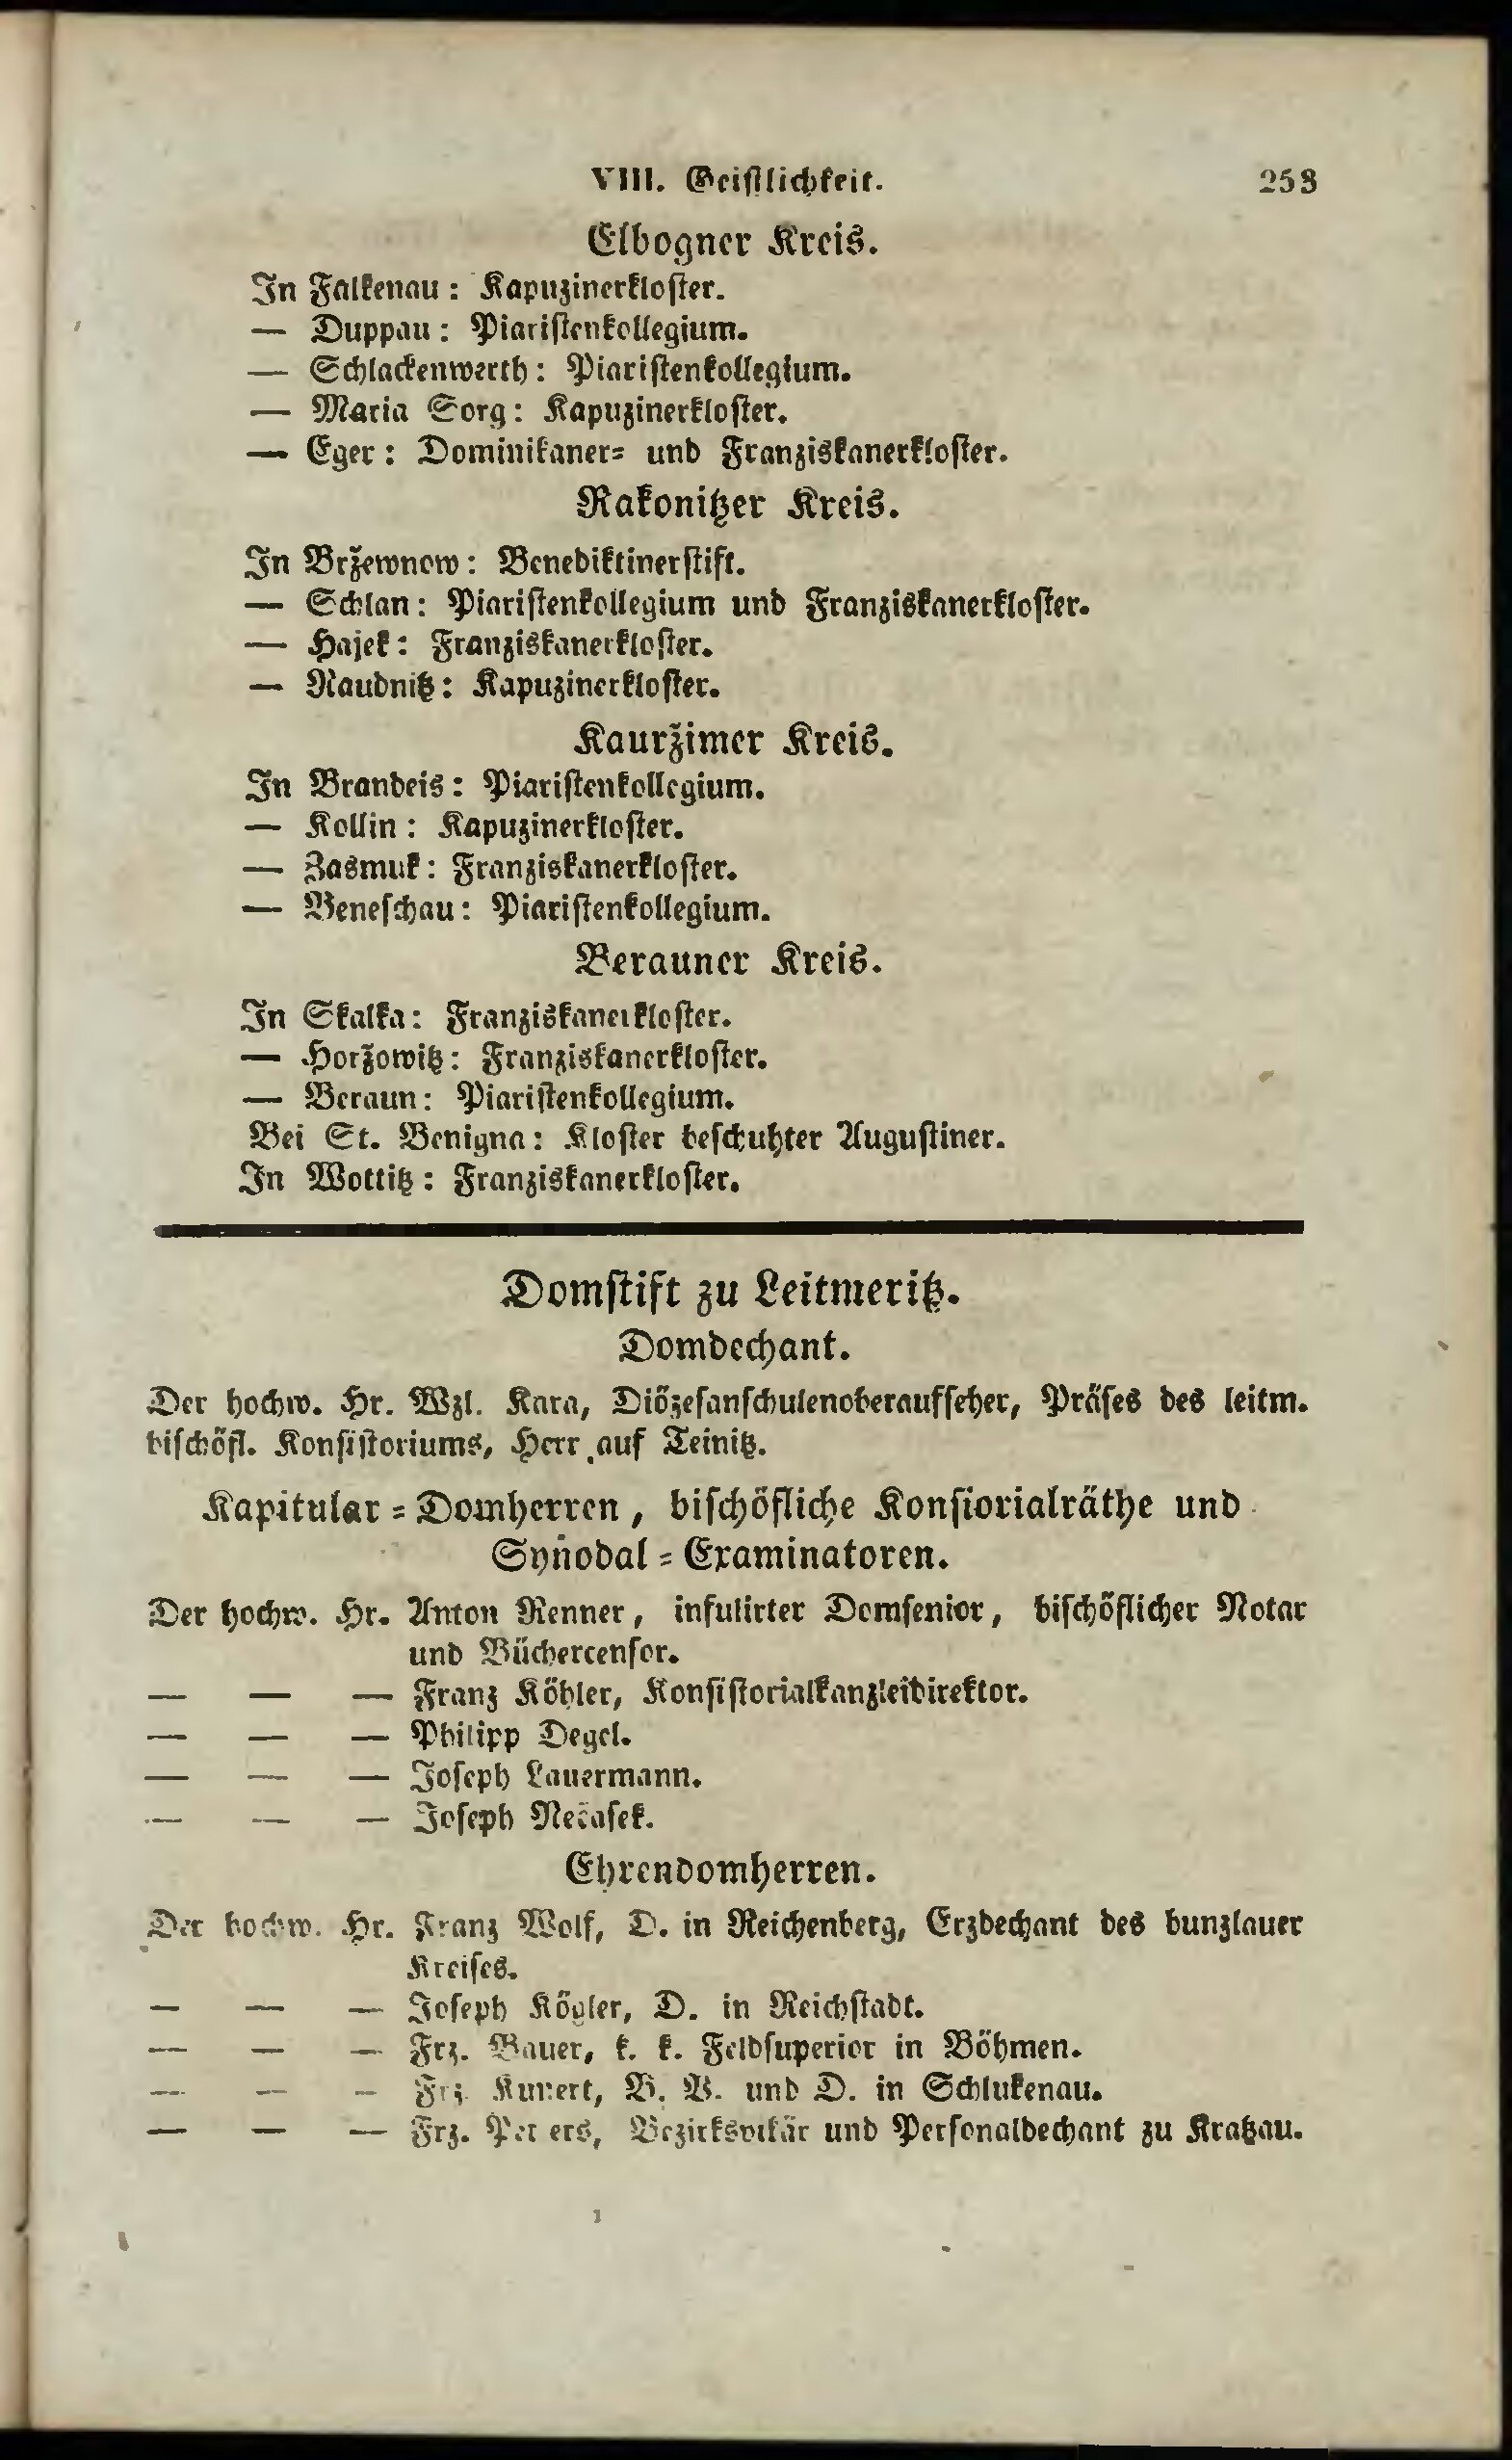 VIII. Geistlichkeit. 253
Elbogner Kreis.
In Falkenau: Kapuzinerkloster.
— Duppau: Piaristenkollegium.
— Schlackenwerth: Piaristenkollegium.
— Maria Sorg: Kapuzinerkloster.
— Eger: Dominikaner= und Franziskanerkloster.
Rakonitzer Kreis.
In Bržewnow: Benediktinerstift.
— Schlan: Piaristenkollegium und Franziskanerkloster.
— Hajek: Franziskanerkloster.
— Raudnitz: Kapuzinerkloster.
Kauržimer Kreis.
In Brandeis: Piaristenkollegium.
— Kollin: Kapuzinerkloster.
— Zasmuk: Franziskanerkloster.
— Beneschau: Piaristenkollegium.
Berauner Kreis.
In Skalka: Franziskanerkloster.
— Horžowitz: Franziskanerkloster.
— Beraun: Piaristenkollegium.
Bei St. Benigna: Kloster beschuhter Augustiner.
In Wottitz: Franziskanerkloster.
Domstift zu Leitmeritz.
Domdechant.
Der hochw. Hr. Wzl. Kara, Diözesanschulenoberaufseher, Präses des leitm.
bischöfl. Konsistoriums, Herr auf Teinitz.
Kapitular=Domherren, bischöfliche Konsiorialräthe und
Synodal=Examinatoren.
Der hochw. Hr. Anton Renner, infulirter Domsenior, bischöflicher Notar
und Büchercensor.
— — — Franz Köhler, Konsistorialkanzleidirektor.
— — — Philipp Degel.
— — — Joseph Lauermann.
— — — Joseph Nečasek.
Ehrendomherren.
Der hochw. Hr. Franz Wolf, D. in Reichenberg, Erzdechant des bunzlauer
Kreises.
— — — Joseph Kögler, D. in Reichstadt.
— — — Frz. Bauer, k. k. Feldsuperior in Böhmen.
— — — Frz. Kunert, B. V. und D. in Schlukenau.
— — — Frz. Peters, Bezirksvikär und Personaldechant zu Kratzau.